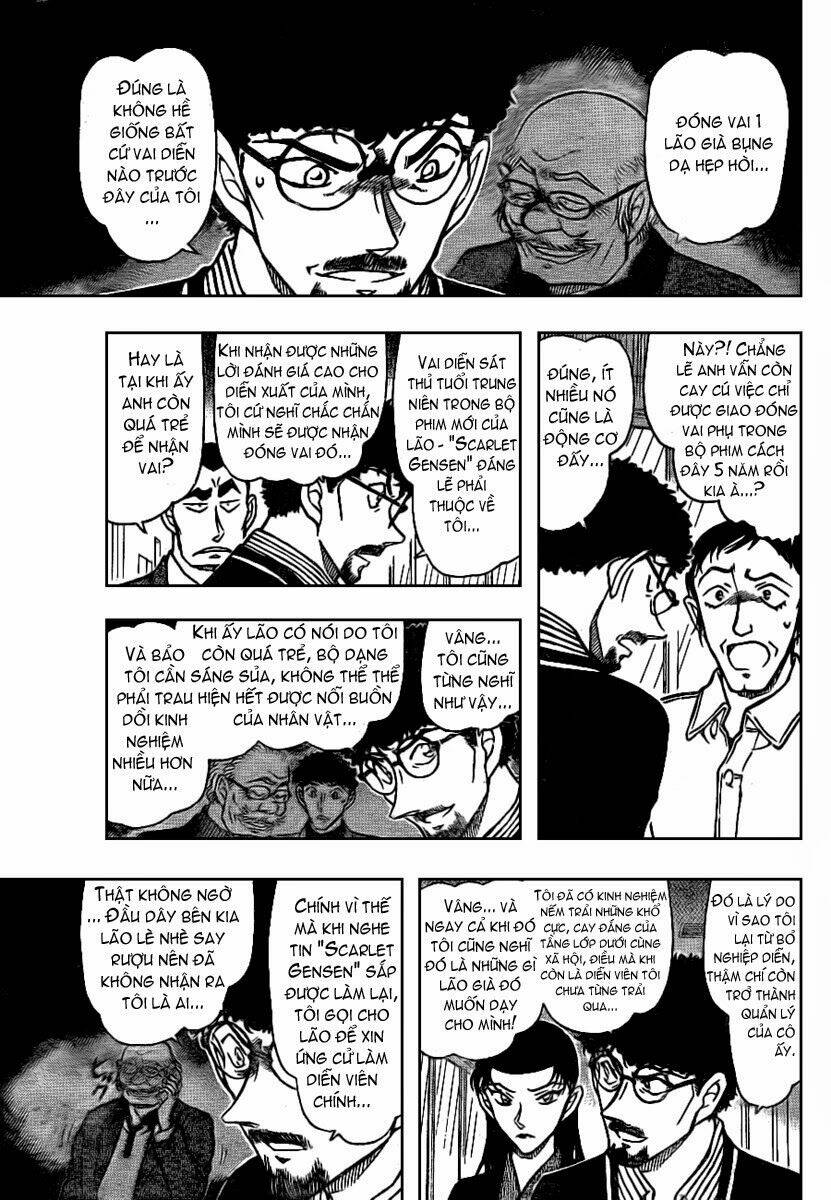 ĐÓNG VAI 1
LÃO GIÀ BỤNG
DẠ HẸP HÒI...
ĐÚNG LÀ
KHÔNG HỀ
GIỐNG BẤT
CỨ VAI DIỄN
NÀO TRƯỚC
ĐÂY CỦA TÔI
...
NÀY?! CHẲNG
LẼ ANH VẪN CÒN
CAY CÚ VIỆC CHỈ
ĐƯỢC GIAO ĐÓNG
VAI PHỤ TRONG
BỘ PHIM CÁCH
ĐÂY 5 NĂM RỒI
KIA À...?
ĐÚNG, ÍT
NHIỀU NÓ
CŨNG LÀ
ĐỘNG CƠ
ĐẤY...
VAI DIỄN SÁT
THỦ TUỔI TRUNG
NIÊN TRONG BỘ
PHIM MỚI CỦA
LÃO - "SCARLET
GENSEN" ĐÁNG
LẼ PHẢI
THUỘC VỀ
TÔI...
KHI NHẬN ĐƯỢC NHỮNG
LỜI ĐÁNH GIÁ CAO CHO
DIỄN XUẤT CỦA MÌNH,
TÔI CỨ NGHĨ CHẮC CHẮN
MÌNH SẼ ĐƯỢC NHẬN
ĐÓNG VAI ĐÓ...
HAY LÀ
TẠI KHI ẤY
ANH CÒN
QUÁ TRẺ
ĐỂ NHẬN
VAI?
VÂNG...
TÔI CŨNG
TỪNG NGHĨ
NHƯ VẬY...
KHI ẤY LÃO CÓ NÓI DO TÔI
CÒN QUÁ TRẺ, BỘ DẠNG
CẦN SÁNG SỦA, KHÔNG THỂ THỂ
HIỆN HẾT ĐƯỢC NỖI BUỒN
CỦA NHÂN VẬT...
VÀ BẢO
TÔI
PHẢI TRAU
DỒI KINH
NGHIỆM
NHIỀU HƠN
NỮA...
ĐÓ LÀ LÝ DO
VÌ SAO TÔI
LẠI TỪ BỎ
NGHIỆP DIỄN,
THẬM CHÍ CÒN
TRỞ THÀNH
QUẢN LÝ
CỦA CÔ
ẤY.
TÔI ĐÃ CÓ KINH NGHIỆM
NẾM TRẢI NHỮNG KHỔ
CỰC, CAY ĐẮNG CỦA
TẦNG LỚP DƯỚI CÙNG
XÃ HỘI, ĐIỀU MÀ KHI
CÒN LÀ DIỄN VIÊN TÔI
CHƯA TỪNG TRẢI
QUA...
VÂNG... VÀ
NGAY CẢ KHI ĐÓ
TÔI CŨNG NGHĨ
ĐÓ LÀ NHỮNG GÌ
LÃO GIÀ ĐÓ
MUỐN DẠY
CHO MÌNH!
CHÍNH VÌ THẾ
MÀ KHI NGHE
TIN "SCARLET
GENSEN" SẮP
ĐƯỢC LÀM LẠI,
TÔI GỌI CHO
LÃO ĐỂ XIN
ỨNG CỬ LÀM
DIỄN VIÊN
CHÍNH...
THẬT KHÔNG NGỜ
... ĐẦU DÂY BÊN KIA
LÃO LÈ NHÈ SAY
RƯỢU NÊN ĐÃ
KHÔNG NHẬN RA
TÔI LÀ AI...